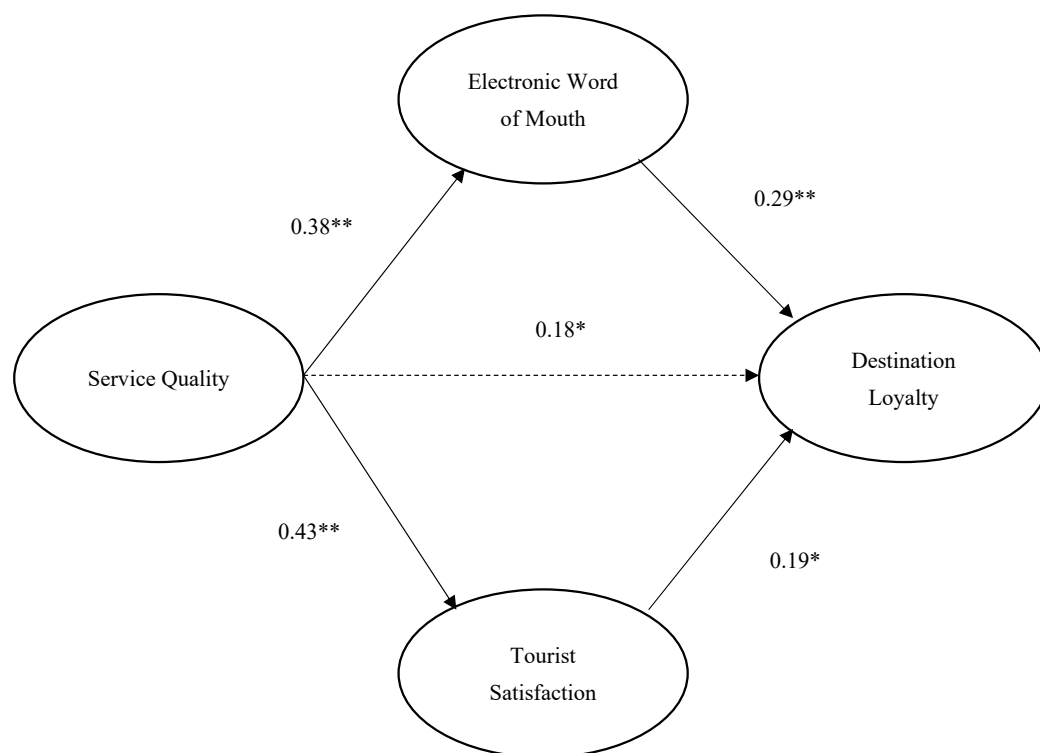 Electronic Word
of Mouth
0.38**
0.29**
0.18*
Service Quality
Destination
Loyalty
0.43**
0.19*
Tourist
Satisfaction